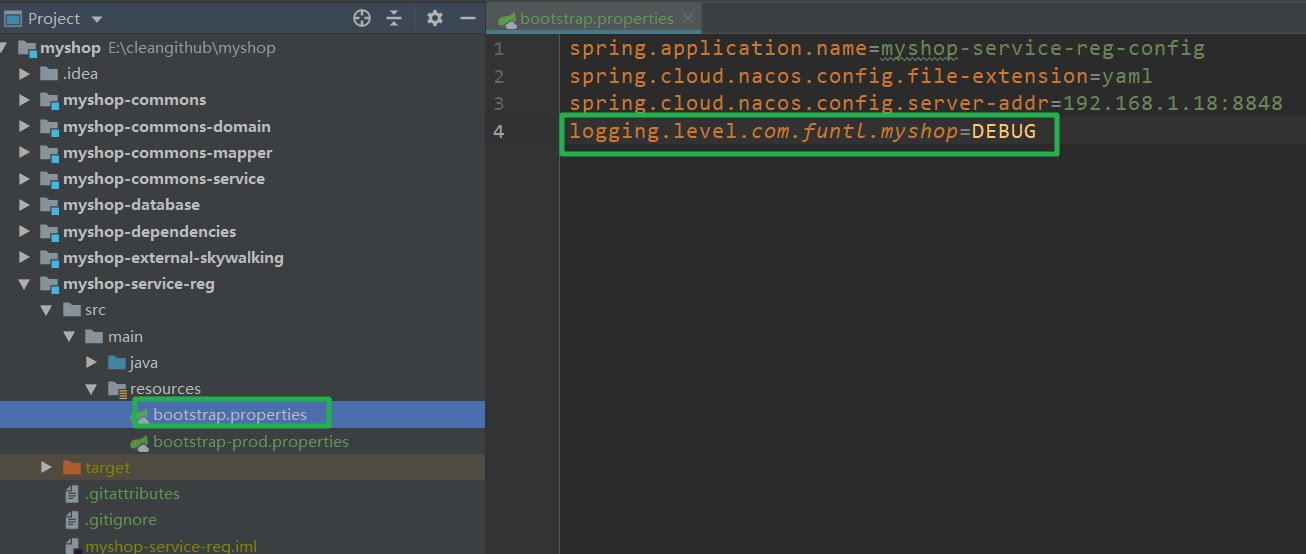 Project
myshop E:\cleangithub\myshop
.idea
myshop-commons
myshop-commons-domain
myshop-commons-mapper
myshop-commons-service
myshop-database
myshop-dependencies
myshop-external-skywalking
myshop-service-reg
src
main
java
resources
bootstrap.properties
bootstrap-prod.properties
target
.gitattributes
.gitignore
myshop-service-reg.iml
bootstrap.properties
1 spring.application.name=myshop-service-reg-config
2 spring.cloud.nacos.config.file-extension=yaml
3 spring.cloud.nacos.config.server-addr=192.168.1.18:8848
4 logging.level.com.funtl.myshop=DEBUG